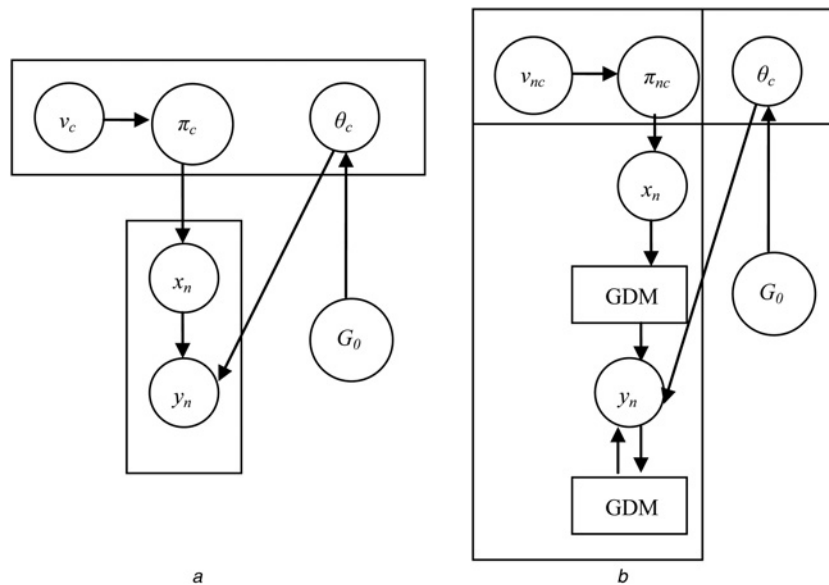 v_c
π_c
θ_c
x_n
G_0
y_n
a
v_nc
π_nc
θ_c
x_n
GDM
G_0
y_n
GDM
b